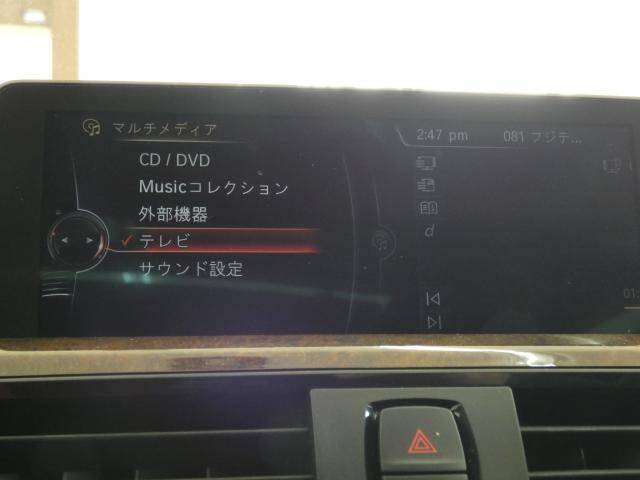 マルチメディア
2:47 pm
081 フジテ...
CD / DVD
Musicコレクション
外部機器
テレビ
サウンド設定
d
01.